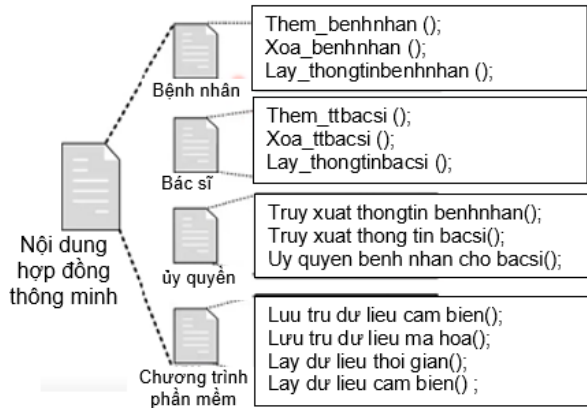 Them_benhnhan ();
Xoa_benhnhan ();
Lay_thongtinbenhnhan ();
Bệnh nhân
Them_ttbacsi ();
Xoa_ttbacsi ();
Lay_thongtinbacsi ();
Bác sĩ
Nội dung
hợp đồng
thông minh
Truy xuat thongtin benhnhan();
Truy xuat thong tin bacsi();
Uy quyen benh nhan cho bacsi();
ủy quyền
Luu tru dư lieu cam bien();
Lưu tru dư lieu ma hoa();
Lay dư lieu thoi gian();
Lay dư lieu cam bien() ;
Chương trình
phần mềm